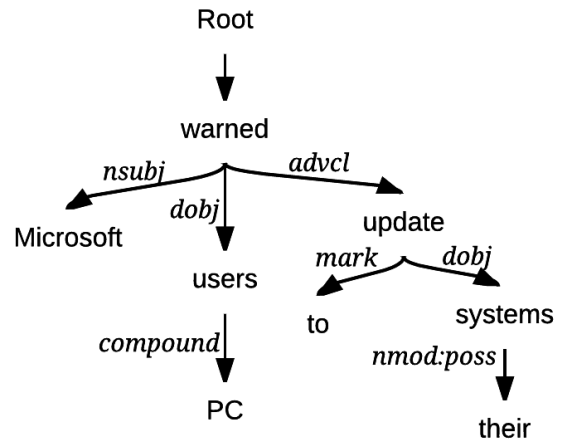 Root
warned
nsubj
advcl
dobj
Microsoft
update
users
mark
dobj
to
systems
compound
nmod:poss
PC
their